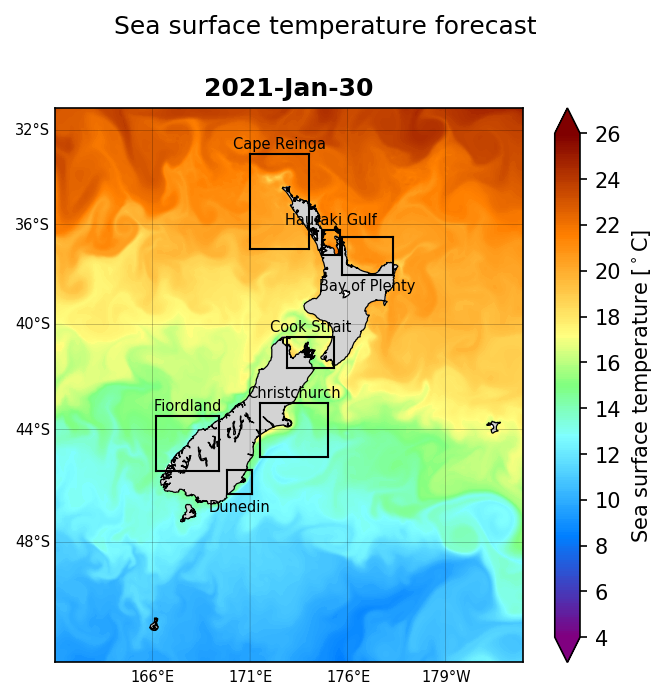 Sea surface temperature forecast
2021-Jan-30
32°S
36°S
40°S
44°S
48°S
Cape Reinga
Hauraki Gulf
Bay of Plenty
Cook Strait
Christchurch
Fiordland
Dunedin
166°E
171°E
176°E
179°W
26
24
22
20
18
16
14
12
10
8
6
4
Sea surface temperature [°C]